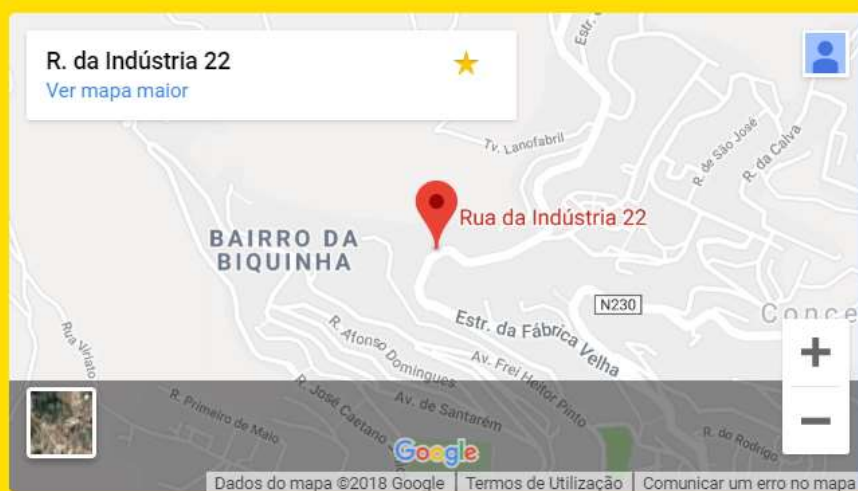 R. da Indústria 22
Ver mapa maior
Estr. d
Tv. Lanofabril
R. de São José
R. da Calva
Rua da Indústria 22
BAIRRO DA
BIQUINHA
N230
Conce
Estr. da Fábrica Velha
Rua Viriato
R. Afonso Domingues
Av. Frei Heitor Pinto
R. José Caetano
Av. de Santarém
R. Primeiro de Maio
R. do Rodrigo
Google
Dados do mapa ©2018 Google
Termos de Utilização
Comunicar um erro no mapa